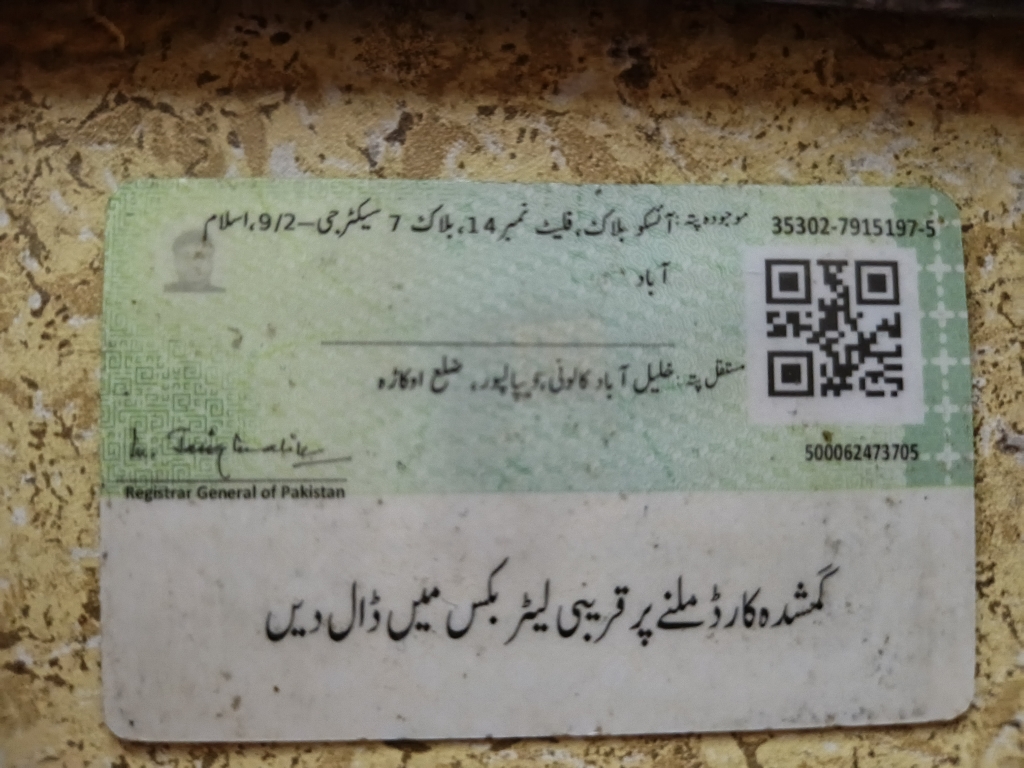 35302-7915197-5
موجودہ پتہ: آئسکو بلاک، فلیٹ نمبر 14، بلاک 7 سیکٹر جی-9/2، اسلام
آباد
مستقل پتہ: خلیل آباد کالونی، دیپالپور، ضلع اوکاڑہ
500062473705
Registrar General of Pakistan
گمشدہ کارڈ ملنے پر قریبی لیٹر بکس میں ڈال دیں